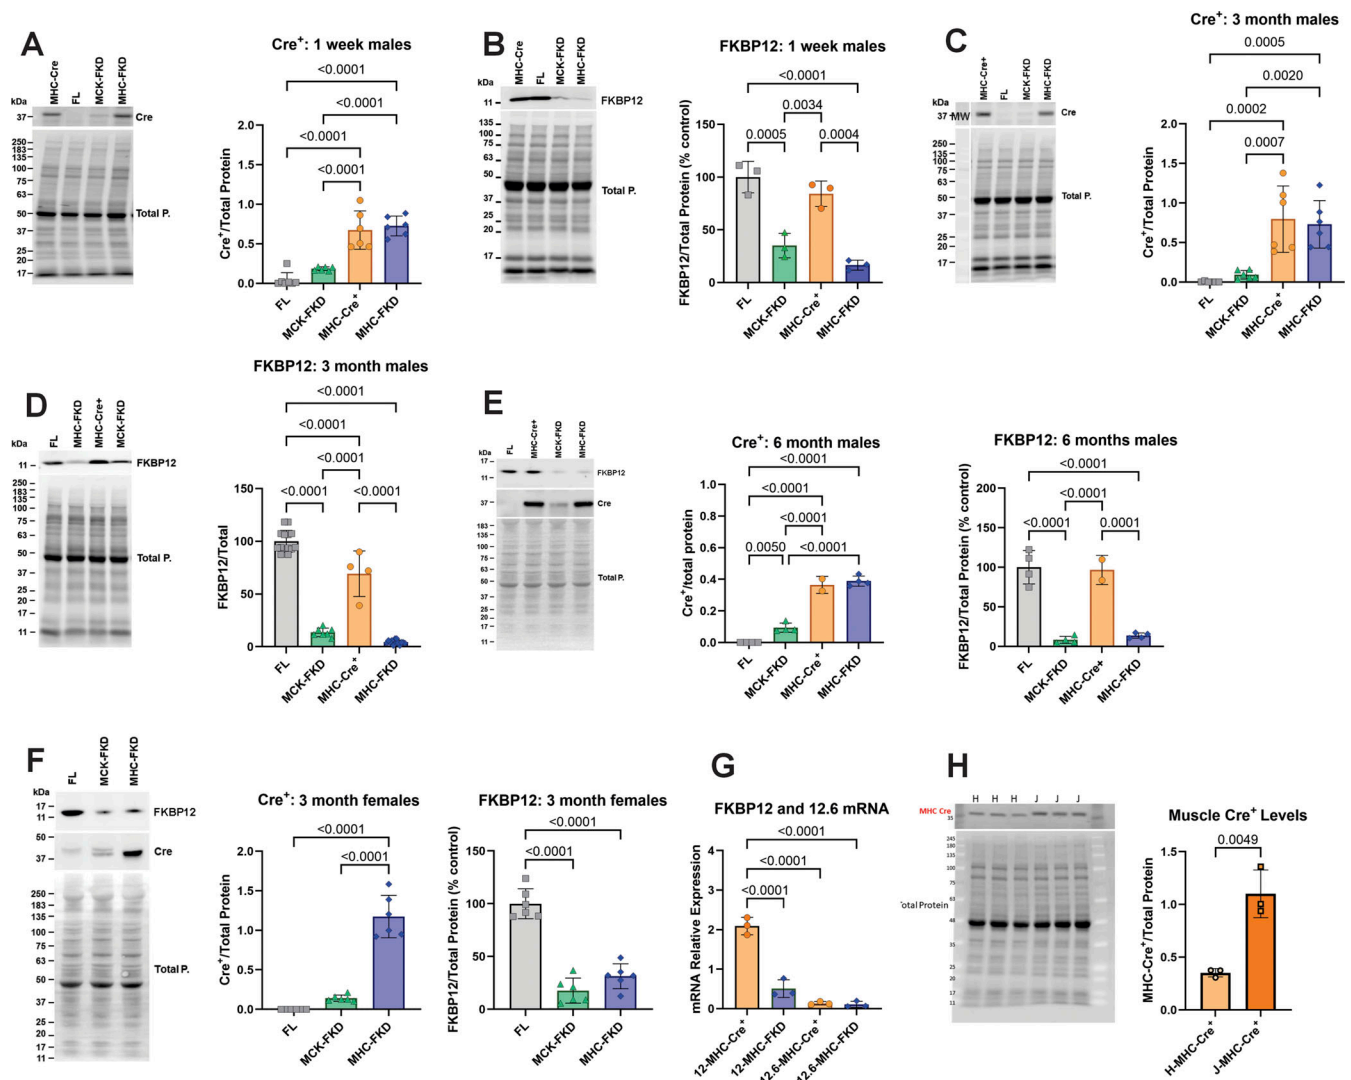 A
Cre⁺: 1 week males
MHC-Cre
FL
MCK-FKD
MHC-FKD
kDa
37
Cre
250
183
135
100
75
63
50
37
25
20
17
Total P.
<0.0001
<0.0001
<0.0001
<0.0001
Cre⁺/Total Protein
2.0
1.5
1.0
0.5
0.0
FL
MCK-FKD
MHC-Cre⁺
MHC-FKD
B
FKBP12: 1 week males
MHC-Cre
FL
MCK-FKD
MHC-FKD
kDa
11
FKBP12
135
100
75
63
50
37
25
17
Total P.
<0.0001
0.0034
0.0005
0.0004
FKBP12/Total Protein (% control)
150
100
50
0
FL
MCK-FKD
MHC-Cre⁺
MHC-FKD
C
Cre⁺: 3 month males
MHC-Cre+
FL
MCK-FKD
MHC-FKD
kDa
37
MW
Cre
250
135
100
75
63
50
37
25
17
Total P.
0.0005
0.0020
0.0002
0.0007
Cre⁺/Total Protein
2.0
1.5
1.0
0.5
0.0
FL
MCK-FKD
MHC-Cre⁺
MHC-FKD
D
FKBP12: 3 month males
FL
MHC-FKD
MHC-Cre+
MCK-FKD
kDa
11
FKBP12
250
183
135
100
75
63
50
37
25
20
17
11
Total P.
<0.0001
<0.0001
<0.0001
<0.0001
<0.0001
FKBP12/Total
100
50
0
FL
MCK-FKD
MHC-Cre⁺
MHC-FKD
E
FL
MHC-Cre+
MCK-FKD
MHC-FKD
kDa
17
11
FKBP12
37
Cre
183
135
100
75
63
50
37
25
20
17
11
Total P.
Cre⁺: 6 month males
<0.0001
<0.0001
<0.0001
0.0050
<0.0001
Cre⁺/total protein
1.0
0.8
0.6
0.4
0.2
0.0
FL
MCK-FKD
MHC-Cre⁺
MHC-FKD
FKBP12: 6 months males
<0.0001
<0.0001
<0.0001
<0.0001
FKBP12/Total Protein (% control)
200
150
100
50
0
FL
MCK-FKD
MHC-Cre+
MHC-FKD
F
FL
MCK-FKD
MHC-FKD
kDa
17
11
FKBP12
50
37
Cre
250
183
135
100
75
63
50
37
25
20
17
11
Total P.
Cre⁺: 3 month females
<0.0001
<0.0001
Cre⁺/Total Protein
2.0
1.5
1.0
0.5
0.0
FL
MCK-FKD
MHC-FKD
FKBP12: 3 month females
<0.0001
<0.0001
FKBP12/Total Protein (% control)
150
100
50
0
FL
MCK-FKD
MHC-FKD
G
FKBP12 and 12.6 mRNA
<0.0001
<0.0001
<0.0001
mRNA Relative Expression
4
3
2
1
0
12-MHC-Cre⁺
12-MHC-FKD
12.6-MHC-Cre⁺
12.6-MHC-FKD
H
H H H J J J
MHC Cre
35
245
180
135
100
75
63
48
35
25
20
17
11
otal Protein
Muscle Cre⁺ Levels
0.0049
MHC-Cre⁺/Total Protein
1.5
1.0
0.5
0.0
H-MHC-Cre⁺
J-MHC-Cre⁺